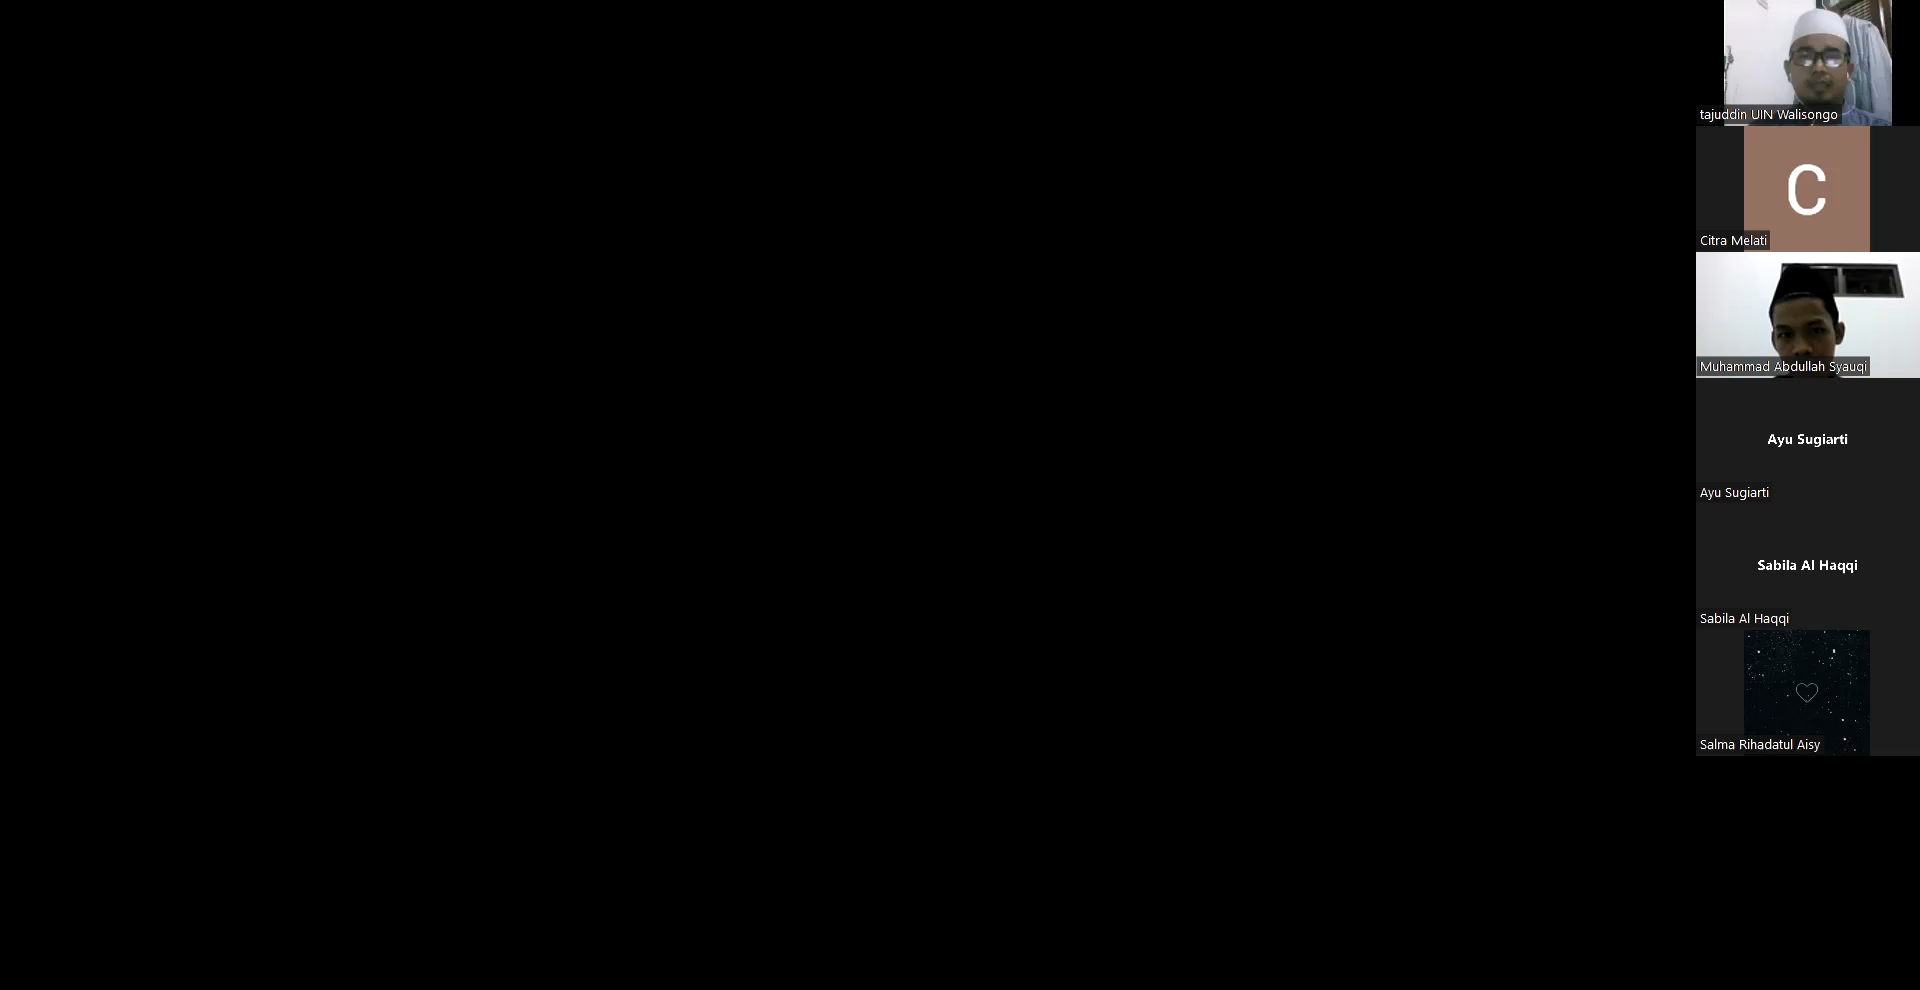 tajuddin UIN Walisongo
C
Citra Melati
Muhammad Abdullah Syauqi
Ayu Sugiarti
Ayu Sugiarti
Sabila Al Haqqi
Sabila Al Haqqi
Salma Rihadatul Aisy